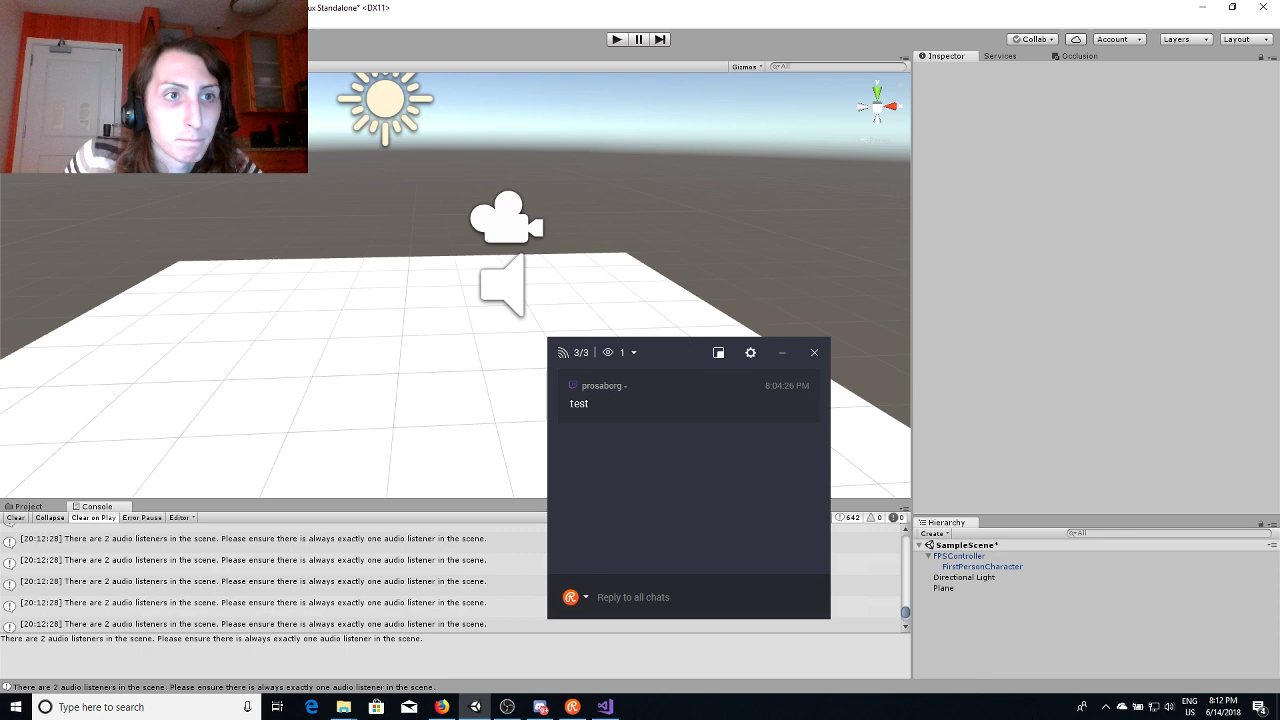 ux Standalone* <DX11>
Collab
Account
Layers
Layout
Gizmos
All
Inspector
Services
Occlusion
3/3
1
prosaborg -
8:04:26 PM
test
Reply to all chats
Project
Console
Clear
Collapse
Clear on Play
Error Pause
Editor
642
0
0
[20:12:28] There are 2 audio listeners in the scene. Please ensure there is always exactly one audio listener in the scene.
[20:12:28] There are 2 audio listeners in the scene. Please ensure there is always exactly one audio listener in the scene.
[20:12:28] There are 2 audio listeners in the scene. Please ensure there is always exactly one audio listener in the scene.
[20:12:28] There are 2 audio listeners in the scene. Please ensure there is always exactly one audio listener in the scene.
[20:12:28] There are 2 audio listeners in the scene. Please ensure there is always exactly one audio listener in the scene.
There are 2 audio listeners in the scene. Please ensure there is always exactly one audio listener in the scene.
There are 2 audio listeners in the scene. Please ensure there is always exactly one audio listener in the scene.
Hierarchy
Create
All
SampleScene*
FPSController
FirstPersonCharacter
Directional Light
Plane
Type here to search
ENG
US
8:12 PM
6/14/2018